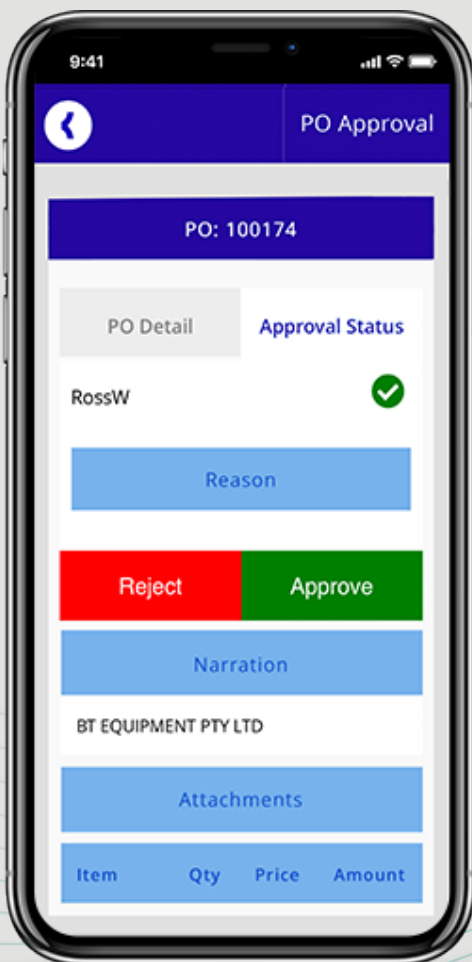 9:41
PO Approval
PO: 100174
PO Detail Approval Status
RossW
Reason
Reject Approve
Narration
BT EQUIPMENT PTY LTD
Attachments
Item Qty Price Amount